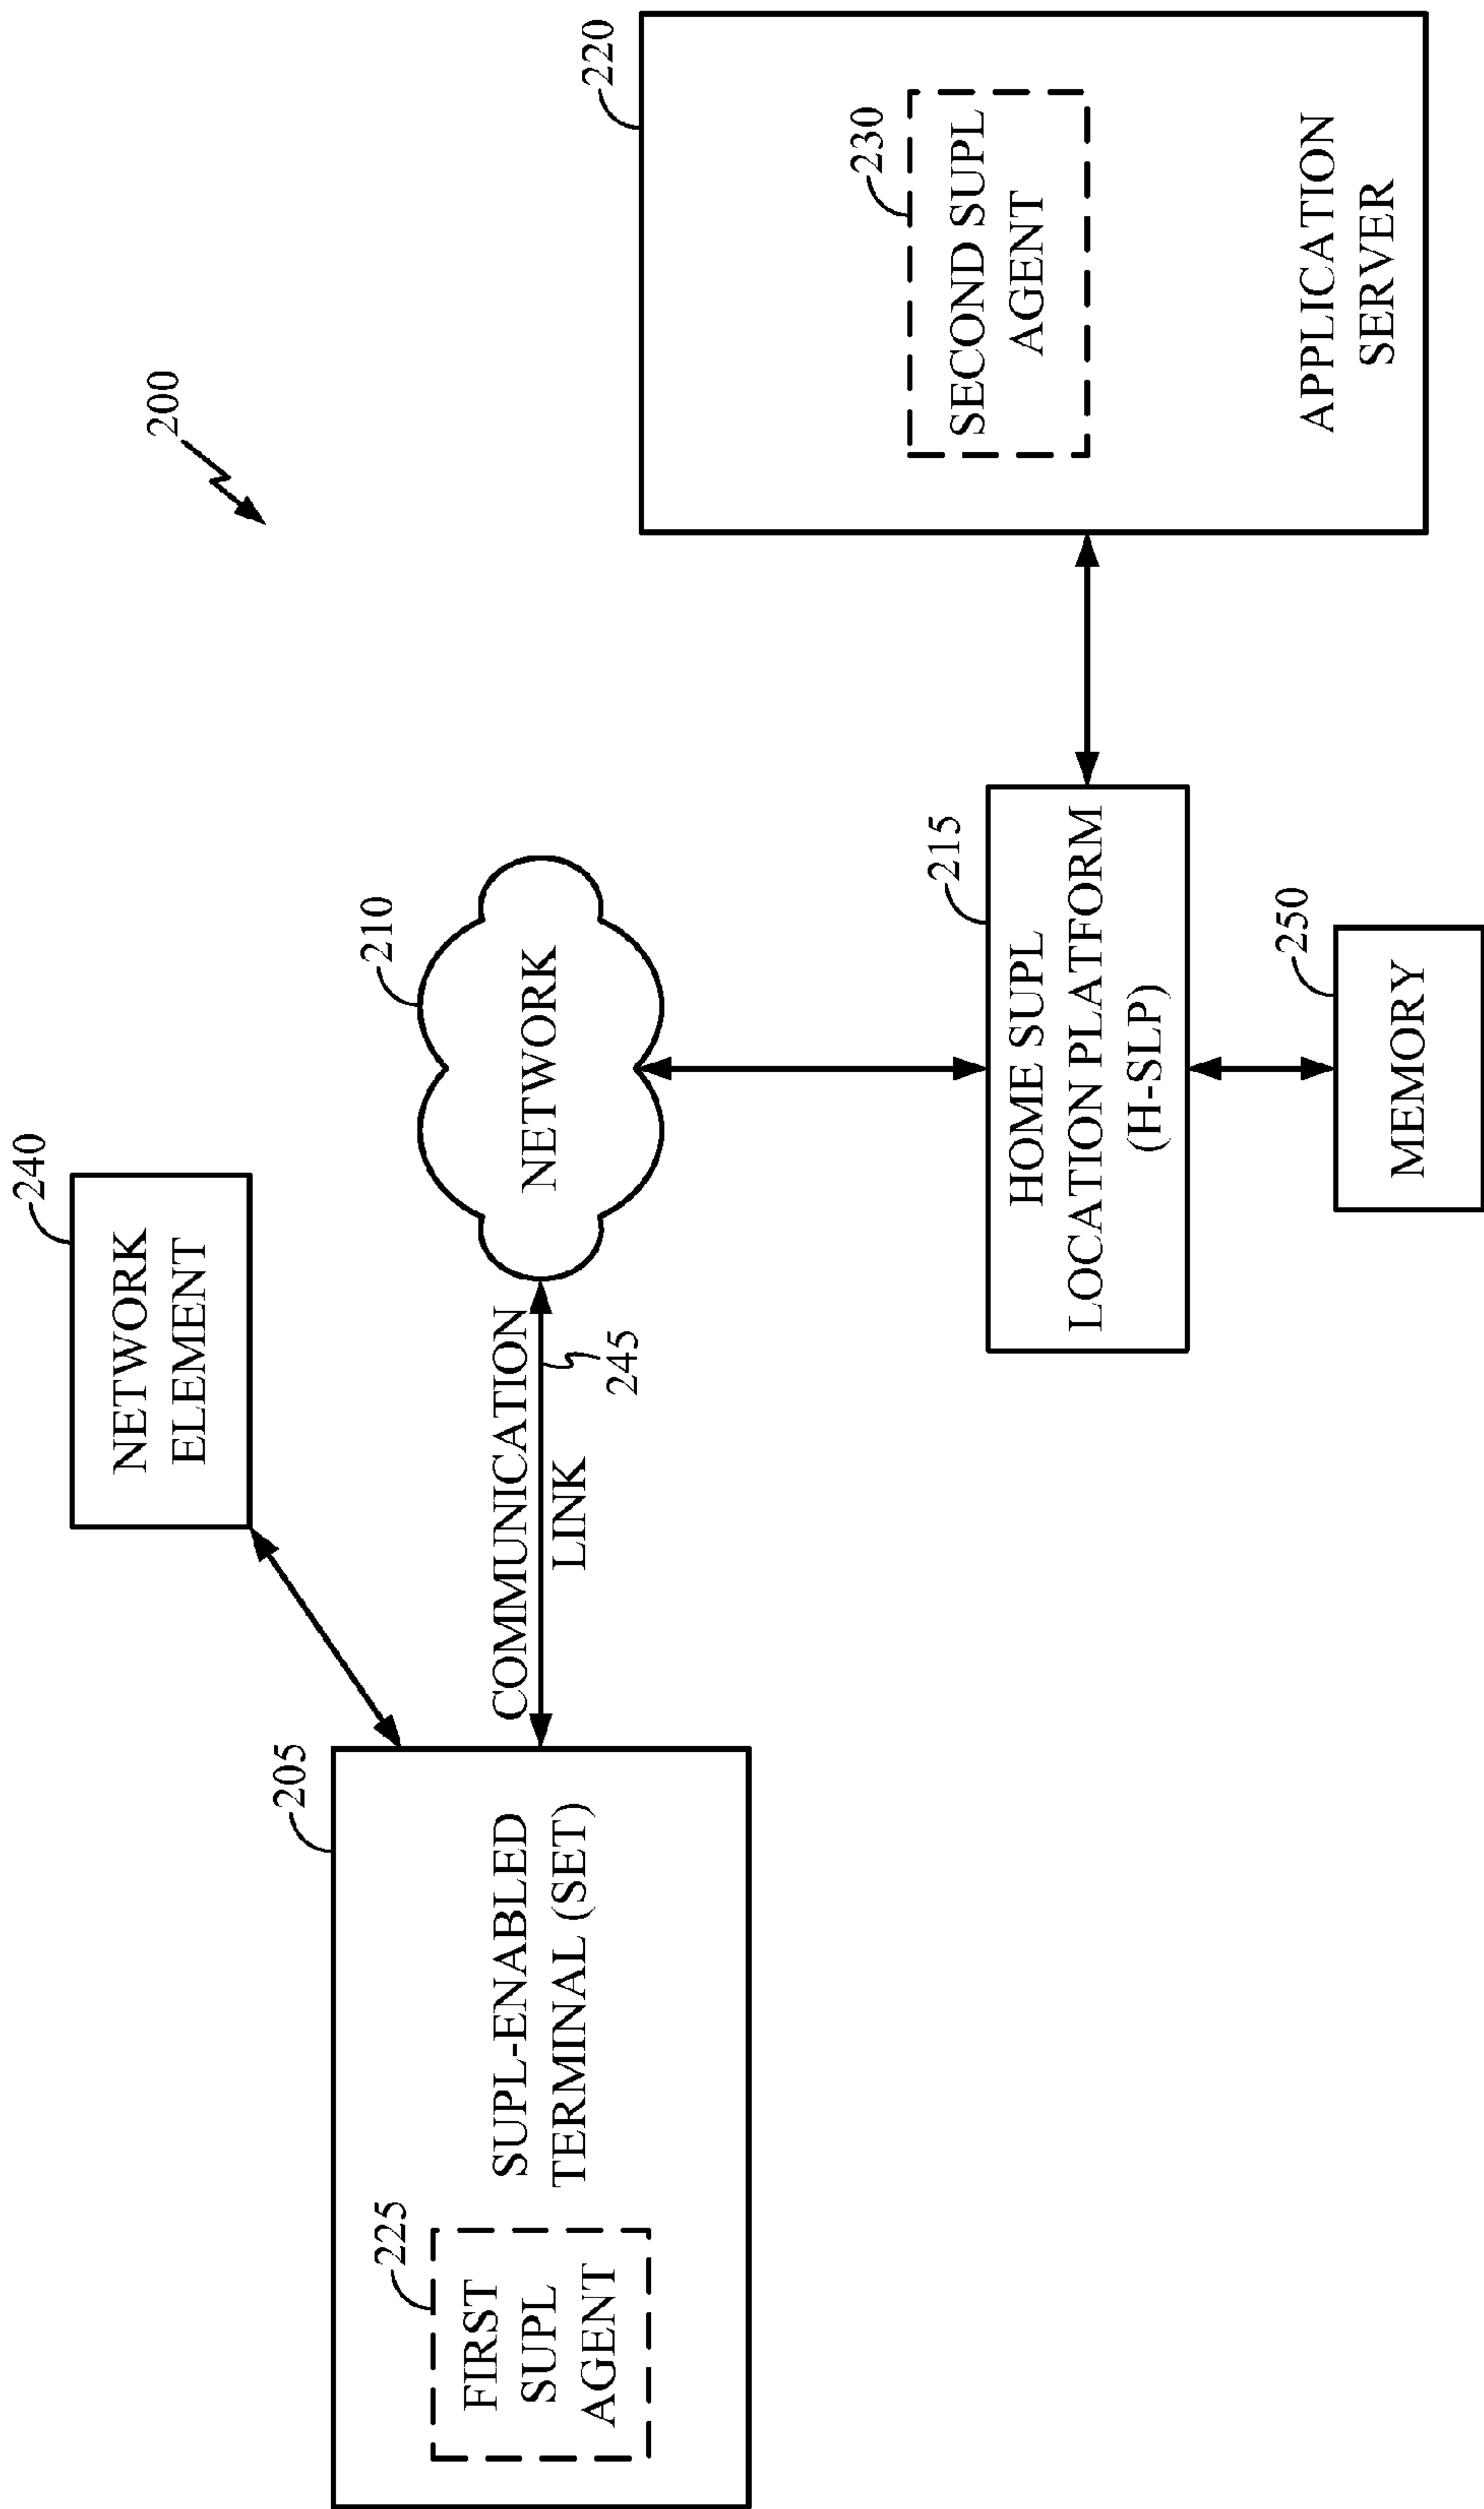 200
240
NETWORK
ELEMENT
205
225
FIRST
SUPL
AGENT
SUPL-ENABLED
TERMINAL (SET)
COMMUNICATION
LINK
245
210
NETWORK
215
HOME SUPL
LOCATION PLATFORM
(H-SLP)
250
MEMORY
220
230
SECOND SUPL
AGENT
APPLICATION
SERVER